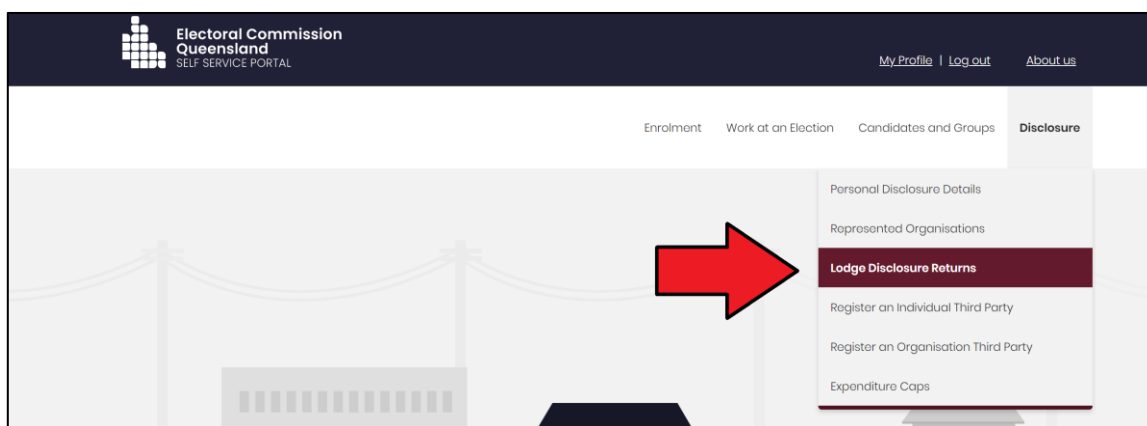 Electoral Commission
Queensland
SELF SERVICE PORTAL
My Profile | Log out About us
Enrolment Work at an Election Candidates and Groups Disclosure
Personal Disclosure Details
Represented Organisations
Lodge Disclosure Returns
Register an Individual Third Party
Register an Organisation Third Party
Expenditure Caps